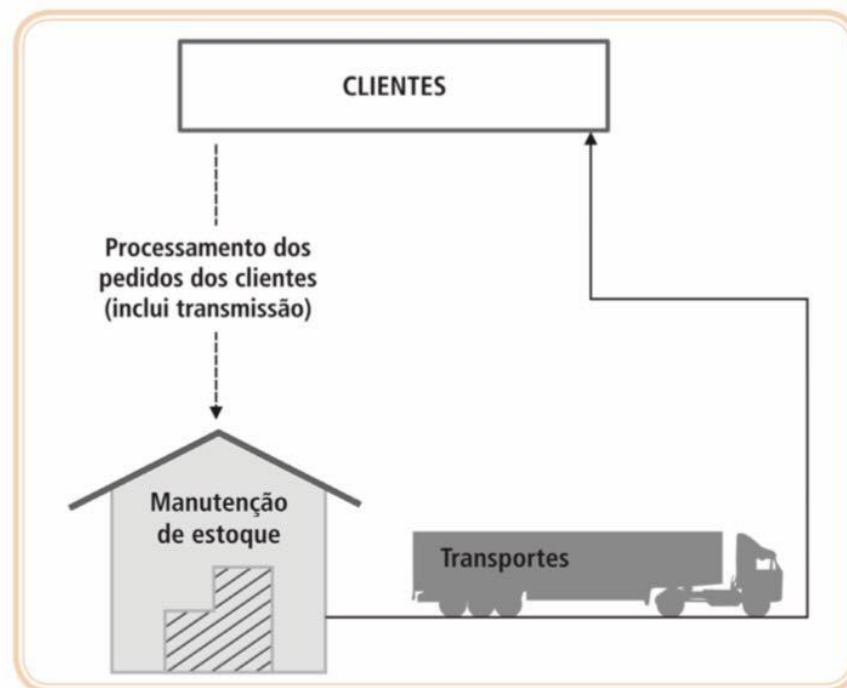 CLIENTES
Processamento dos
pedidos dos clientes
(inclui transmissão)
Manutenção
de estoque
Transportes